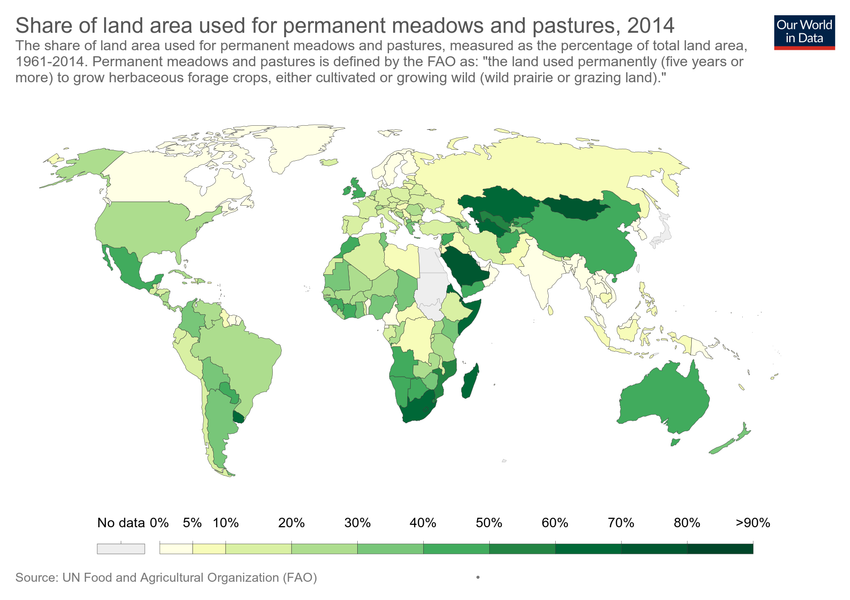 Share of land area used for permanent meadows and pastures, 2014
Our World
in Data
The share of land area used for permanent meadows and pastures, measured as the percentage of total land area,
1961-2014. Permanent meadows and pastures is defined by the FAO as: "the land used permanently (five years or
more) to grow herbaceous forage crops, either cultivated or growing wild (wild prairie or grazing land)."
No data 0% 5% 10% 20% 30% 40% 50% 60% 70% 80% >90%
Source: UN Food and Agricultural Organization (FAO) •